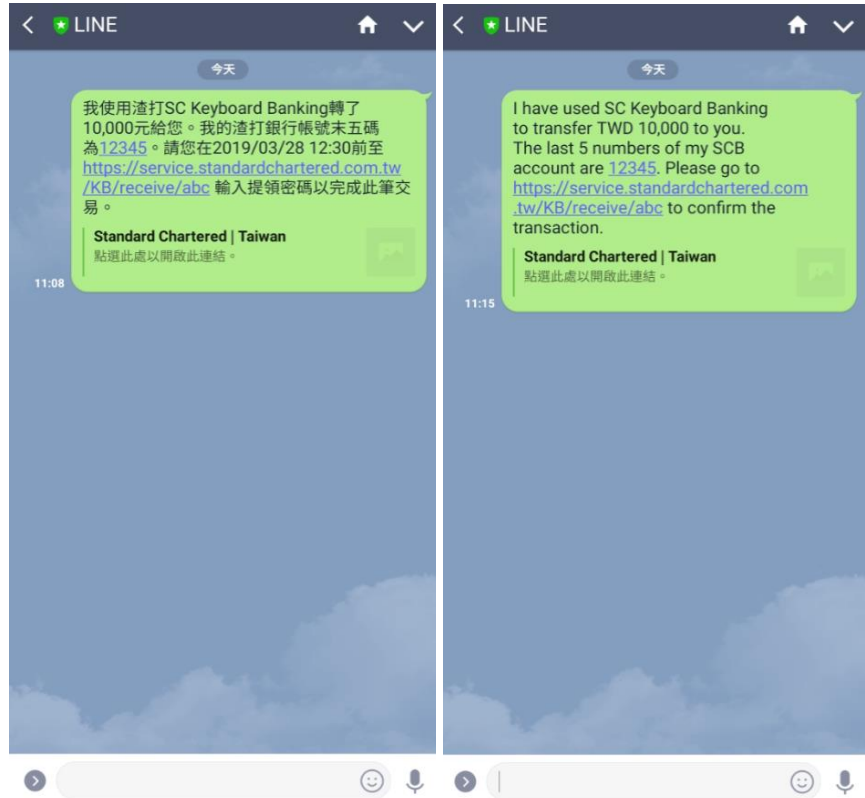 LINE
今天
我使用渣打SC Keyboard Banking轉了
10,000元給您。我的渣打銀行帳號末五碼
為12345。請您在2019/03/28 12:30前至
https://service.standardchartered.com.tw
/KB/receive/abc 輸入提領密碼以完成此筆交
易。
Standard Chartered | Taiwan
點選此處以開啟此連結。
11:08
LINE
今天
I have used SC Keyboard Banking
to transfer TWD 10,000 to you.
The last 5 numbers of my SCB
account are 12345. Please go to
https://service.standardchartered.com
.tw/KB/receive/abc to confirm the
transaction.
Standard Chartered | Taiwan
點選此處以開啟此連結。
11:15